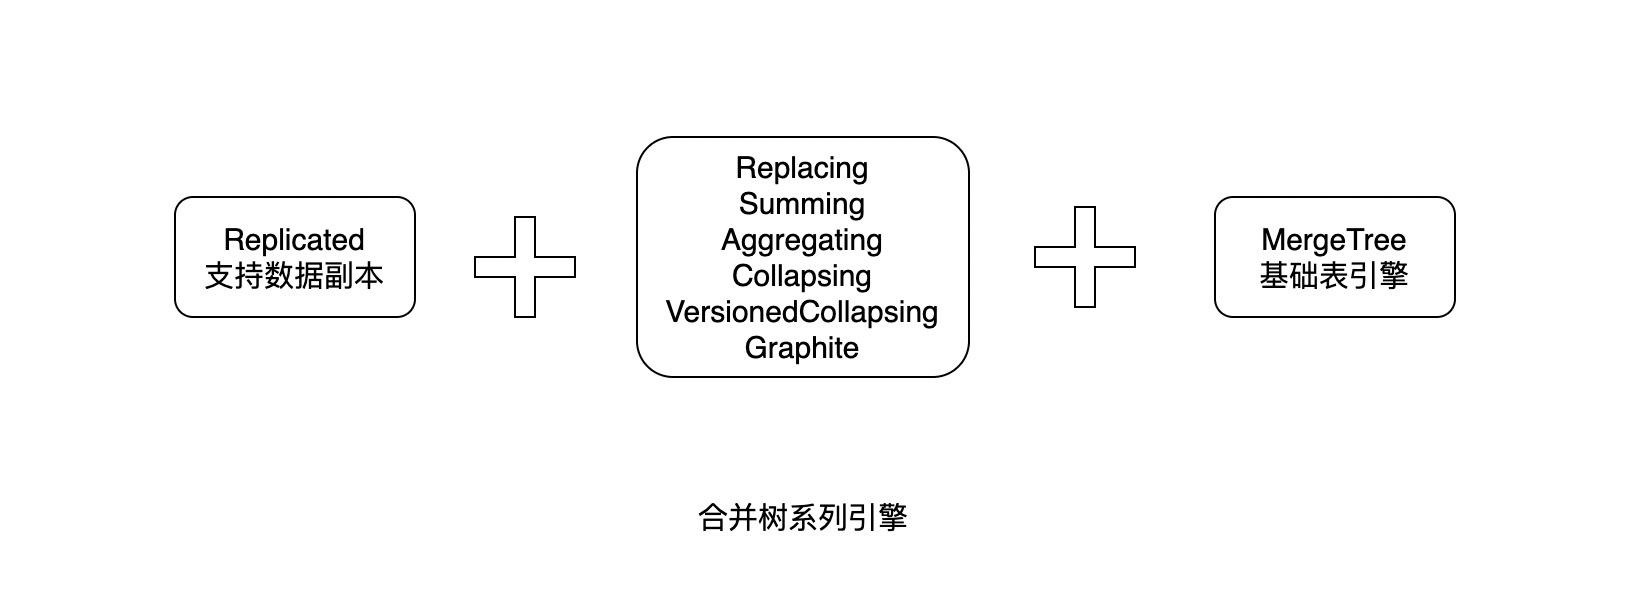 Replicated
支持数据副本
Replacing
Summing
Aggregating
Collapsing
VersionedCollapsing
Graphite
MergeTree
基础表引擎
合并树系列引擎